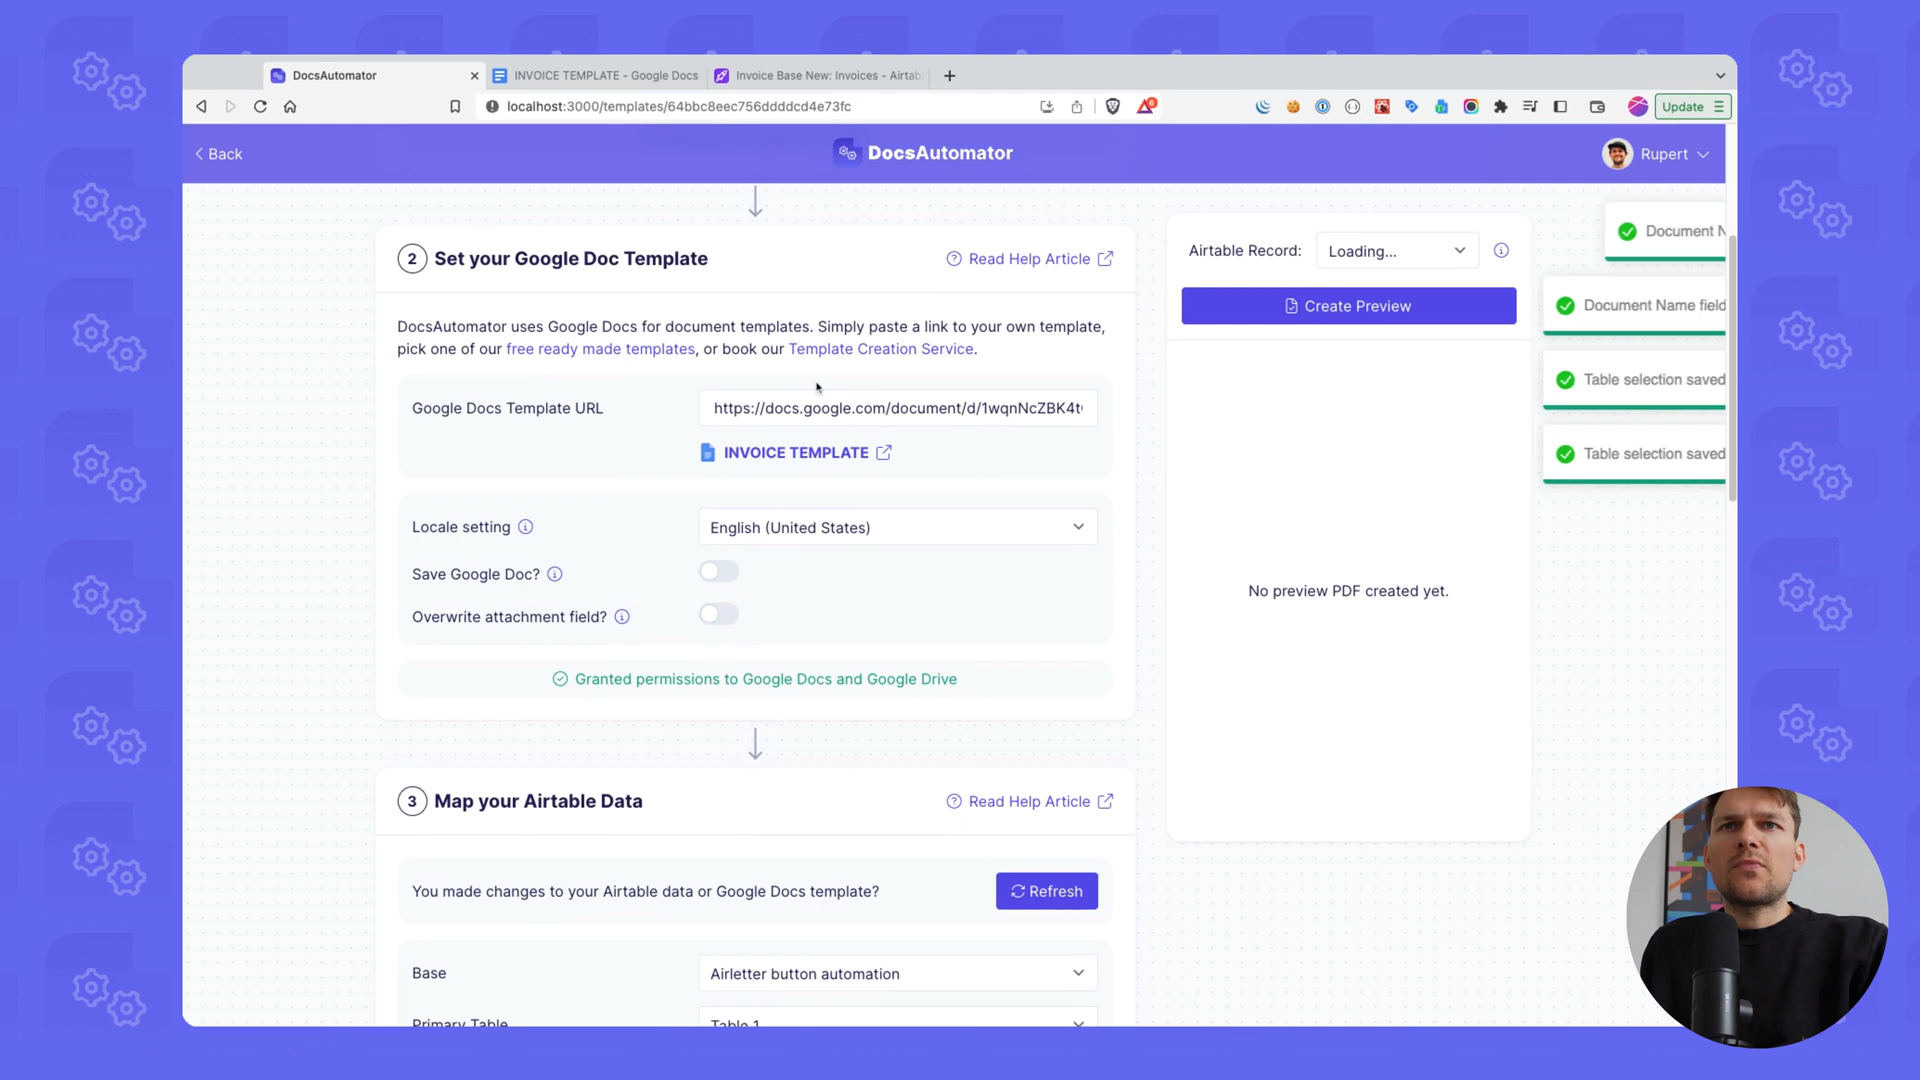 DocsAutomator
INVOICE TEMPLATE - Google Docs
Invoice Base New: Invoices - Airtab
localhost:3000/templates/64bbc8eec756ddddcd4e73fc
Update
Back
DocsAutomator
Rupert
2 Set your Google Doc Template
Read Help Article
DocsAutomator uses Google Docs for document templates. Simply paste a link to your own template,
pick one of our free ready made templates, or book our Template Creation Service.
Google Docs Template URL
https://docs.google.com/document/d/1wqnNcZBK4t
INVOICE TEMPLATE
Locale setting
English (United States)
Save Google Doc?
Overwrite attachment field?
Granted permissions to Google Docs and Google Drive
3 Map your Airtable Data
Read Help Article
You made changes to your Airtable data or Google Docs template?
Refresh
Base
Airletter button automation
Primary Table
Table 1
Airtable Record:
Loading...
Create Preview
No preview PDF created yet.
Document N
Document Name field
Table selection saved
Table selection saved